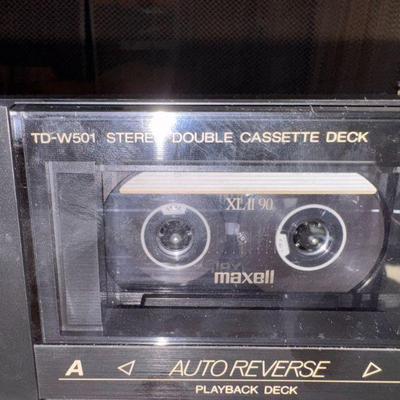 TD-W501 STEREO DOUBLE CASSETTE DECK
XL II 90
maxell
A AUTO REVERSE
PLAYBACK DECK